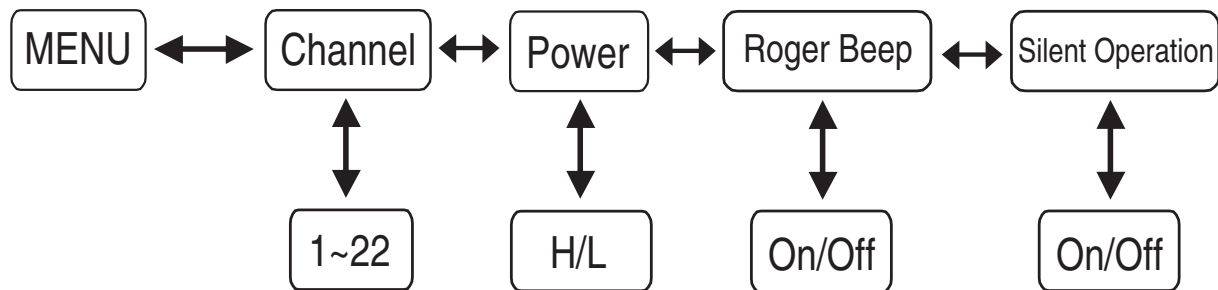 MENU
Channel
Power
Roger Beep
Silent Operation
1~22
H/L
On/Off
On/Off